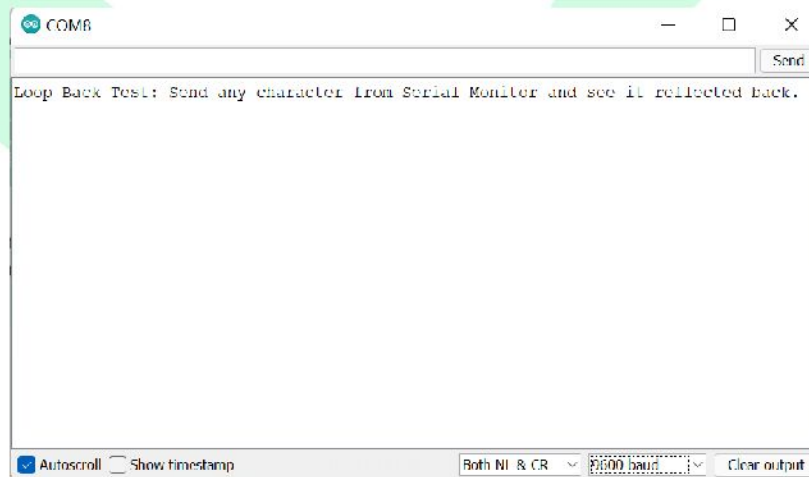 COM8
Send
Loop Back Test: Send any character from Serial Monitor and see it reflected back.
Autoscroll Show timestamp Both NL & CR 9600 baud Clear output